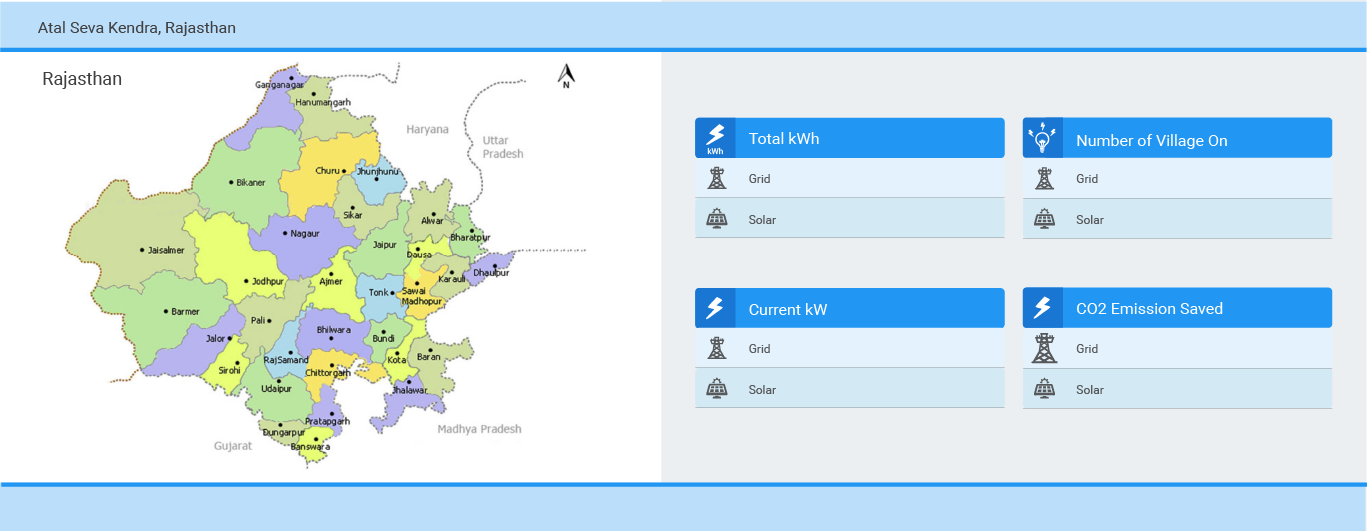 Atal Seva Kendra, Rajasthan
Rajasthan
N
Ganganagar
Hanumangarh
Haryana
Uttar
Pradesh
Churu
Jhunjhunu
Bikaner
Sikar
Alwar
Nagaur
Bharatpur
Jaipur
Jaisalmer
Dausa
Dhaulpur
Karauli
Jodhpur
Ajmer
Tonk
Sawai
Madhopur
Barmer
Pali
Bhilwara
Jalor
Bundi
RajSamand
Kota
Baran
Sirohi
Chittorgarh
Udaipur
Jhalawar
Pratapgarh
Dungarpur
Madhya Pradesh
Gujarat
Banswara
kWh
Total kWh
Grid
Solar
Number of Village On
Grid
Solar
Current kW
Grid
Solar
CO2 Emission Saved
Grid
Solar